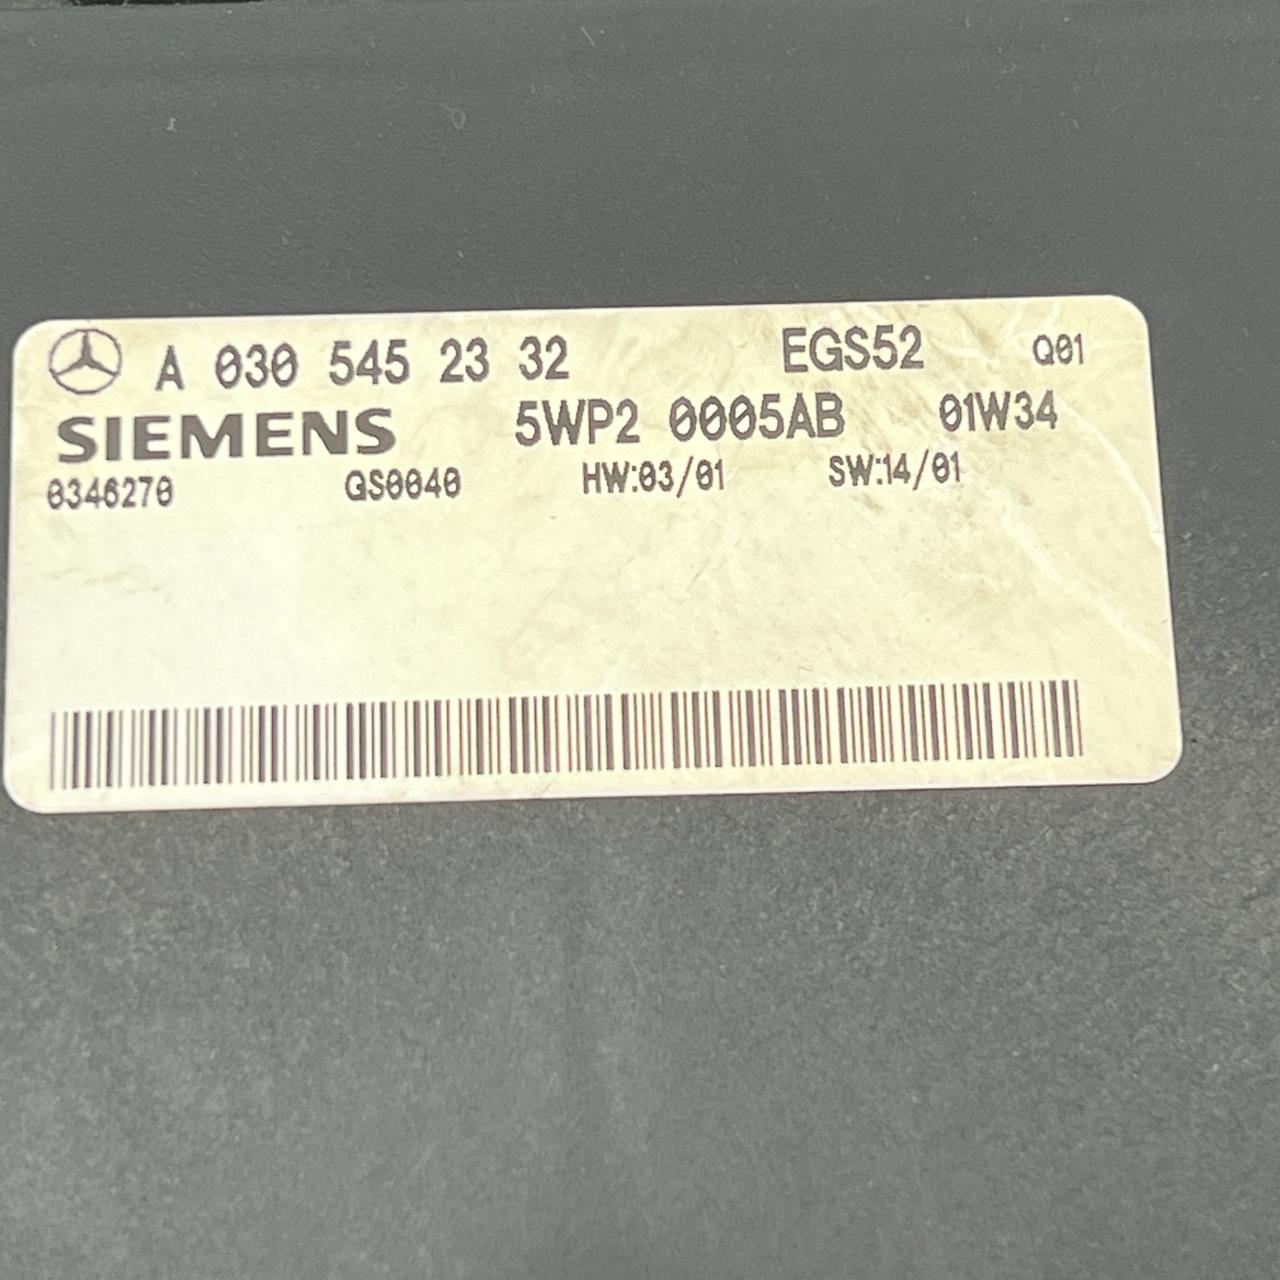 A 030 545 23 32 EGS52 Q01
SIEMENS 5WP2 0005AB 01W34
0346270 QS0040 HW:03/01 SW:14/01